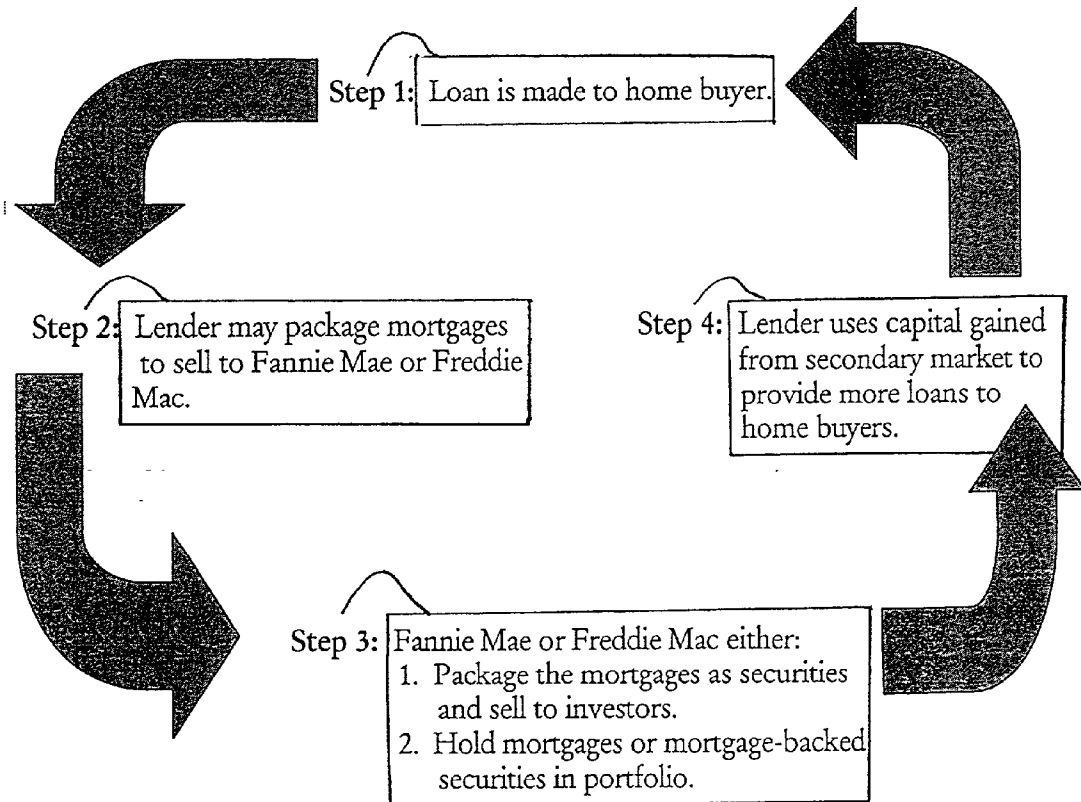 Step 1: Loan is made to home buyer.
Step 2: Lender may package mortgages
to sell to Fannie Mae or Freddie
Mac.
Step 3: Fannie Mae or Freddie Mac either:
1. Package the mortgages as securities
and sell to investors.
2. Hold mortgages or mortgage-backed
securities in portfolio.
Step 4: Lender uses capital gained
from secondary market to
provide more loans to
home buyers.